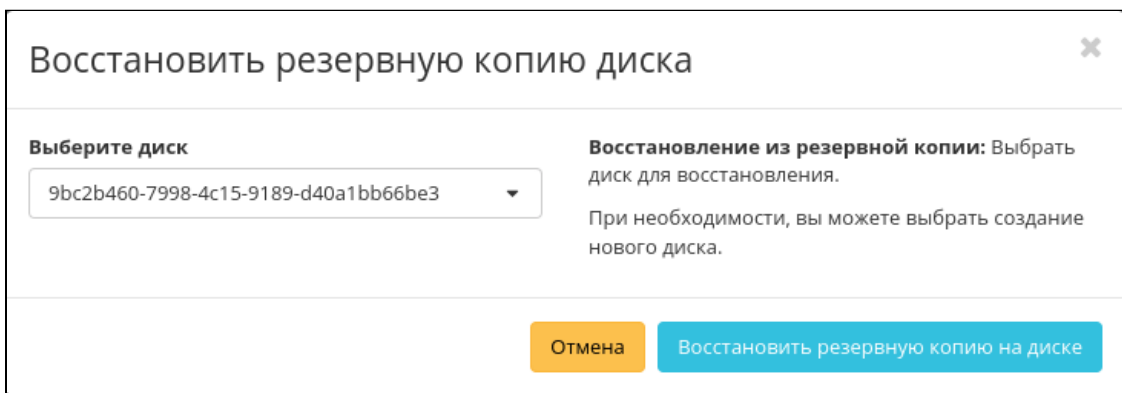 Восстановить резервную копию диска
Выберите диск
9bc2b460-7998-4c15-9189-d40a1bb66be3
Восстановление из резервной копии: Выбрать
диск для восстановления.
При необходимости, вы можете выбрать создание
нового диска.
Отмена
Восстановить резервную копию на диске